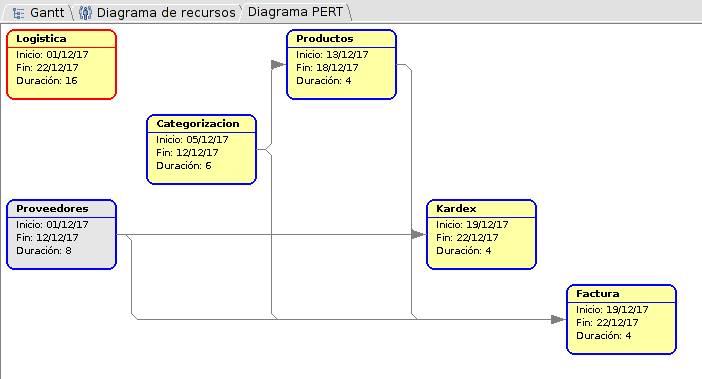 Gantt
Diagrama de recursos
Diagrama PERT
Logistica
Inicio: 01/12/17
Fin: 22/12/17
Duración: 16
Productos
Inicio: 13/12/17
Fin: 18/12/17
Duración: 4
Categorizacion
Inicio: 05/12/17
Fin: 12/12/17
Duración: 6
Proveedores
Inicio: 01/12/17
Fin: 12/12/17
Duración: 8
Kardex
Inicio: 19/12/17
Fin: 22/12/17
Duración: 4
Factura
Inicio: 19/12/17
Fin: 22/12/17
Duración: 4